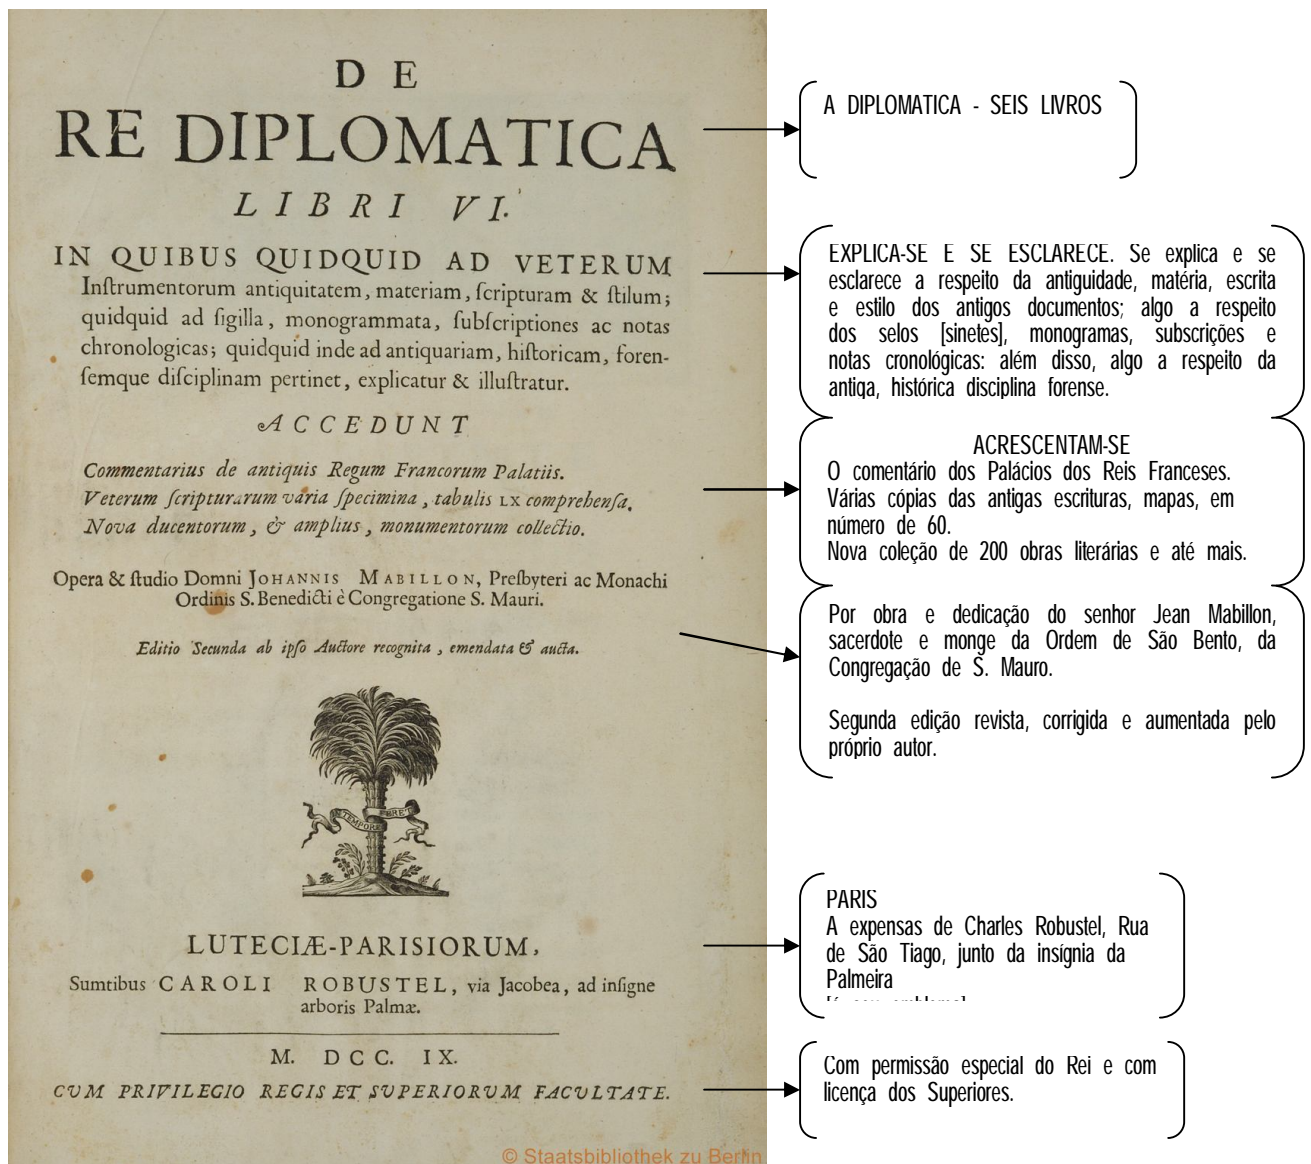 DE
RE DIPLOMATICA
LIBRI VI.
IN QUIBUS QUIDQUID AD VETERUM
Inſtrumentorum antiquitatem, materiam, ſcripturam & ſtilum;
quidquid ad ſigilla, monogrammata, ſubſcriptiones ac notas
chronologicas; quidquid inde ad antiquariam, hiſtoricam, foren-
ſemque diſciplinam pertinet, explicatur & illuſtratur.
ACCEDUNT
Commentarius de antiquis Regum Francorum Palatiis.
Veterum ſcripturarum varia ſpecimina, tabulis LX comprehenſa.
Nova ducentorum, & amplius, monumentorum collectio.
Opera & ſtudio Domni JOHANNIS MABILLON, Preſbyteri ac Monachi
Ordinis S. Benedicti è Congregatione S. Mauri.
Editio Secunda ab ipſo Auctore recognita, emendata & aucta.
TEMPORE
LUTECIÆ-PARISIORUM,
Sumtibus CAROLI ROBUSTEL, via Jacobea, ad inſigne
arboris Palmæ.
M. DCC. IX.
CVM PRIVILEGIO REGIS ET SUPERIORVM FACVLTATE.
© Staatsbibliothek zu Berlin
A DIPLOMATICA - SEIS LIVROS
EXPLICA-SE E SE ESCLARECE. Se explica e se
esclarece a respeito da antiguidade, matéria, escrita
e estilo dos antigos documentos; algo a respeito
dos selos [sinetes], monogramas, subscrições e
notas cronológicas: além disso, algo a respeito da
antiga, histórica disciplina forense.
ACRESCENTAM-SE
O comentário dos Palácios dos Reis Franceses.
Várias cópias das antigas escrituras, mapas, em
número de 60.
Nova coleção de 200 obras literárias e até mais.
Por obra e dedicação do senhor Jean Mabillon,
sacerdote e monge da Ordem de São Bento, da
Congregação de S. Mauro.
Segunda edição revista, corrigida e aumentada pelo
próprio autor.
PARIS
A expensas de Charles Robustel, Rua
de São Tiago, junto da insígnia da
Palmeira
Com permissão especial do Rei e com
licença dos Superiores.